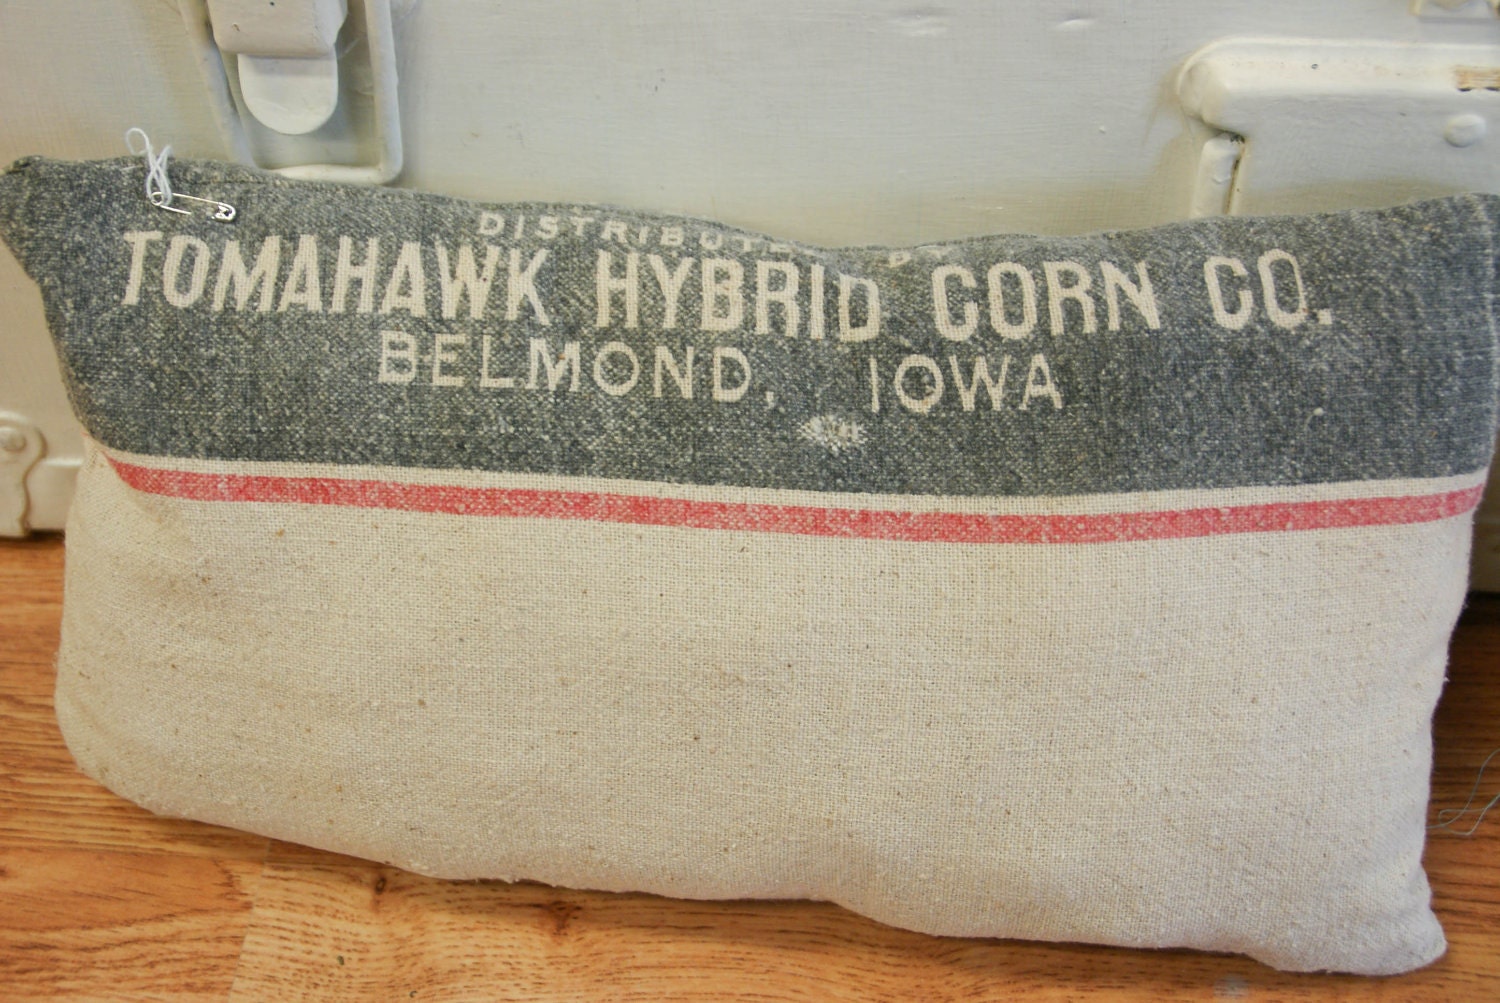 DISTRIBUTED BY
TOMAHAWK HYBRID CORN CO.
BELMOND, IOWA